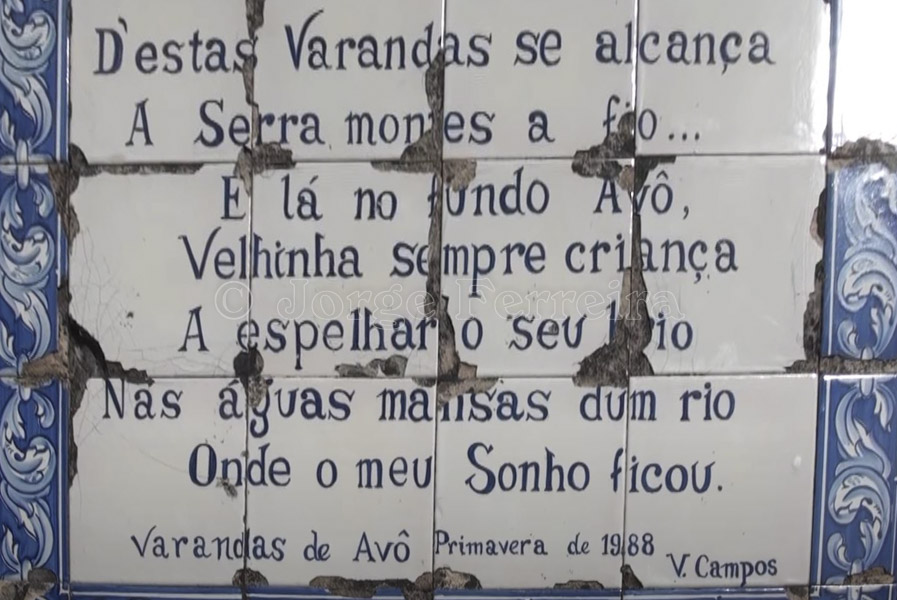 D'estas Varandas se alcança
A Serra montes a fio...
E lá no fundo Avô,
Velhinha sempre criança
A espelhar o seu brio
Nas águas mansas dum rio
Onde o meu Sonho ficou.
Varandas de Avô Primavera de 1988
V. Campos
© Jorge Ferreira